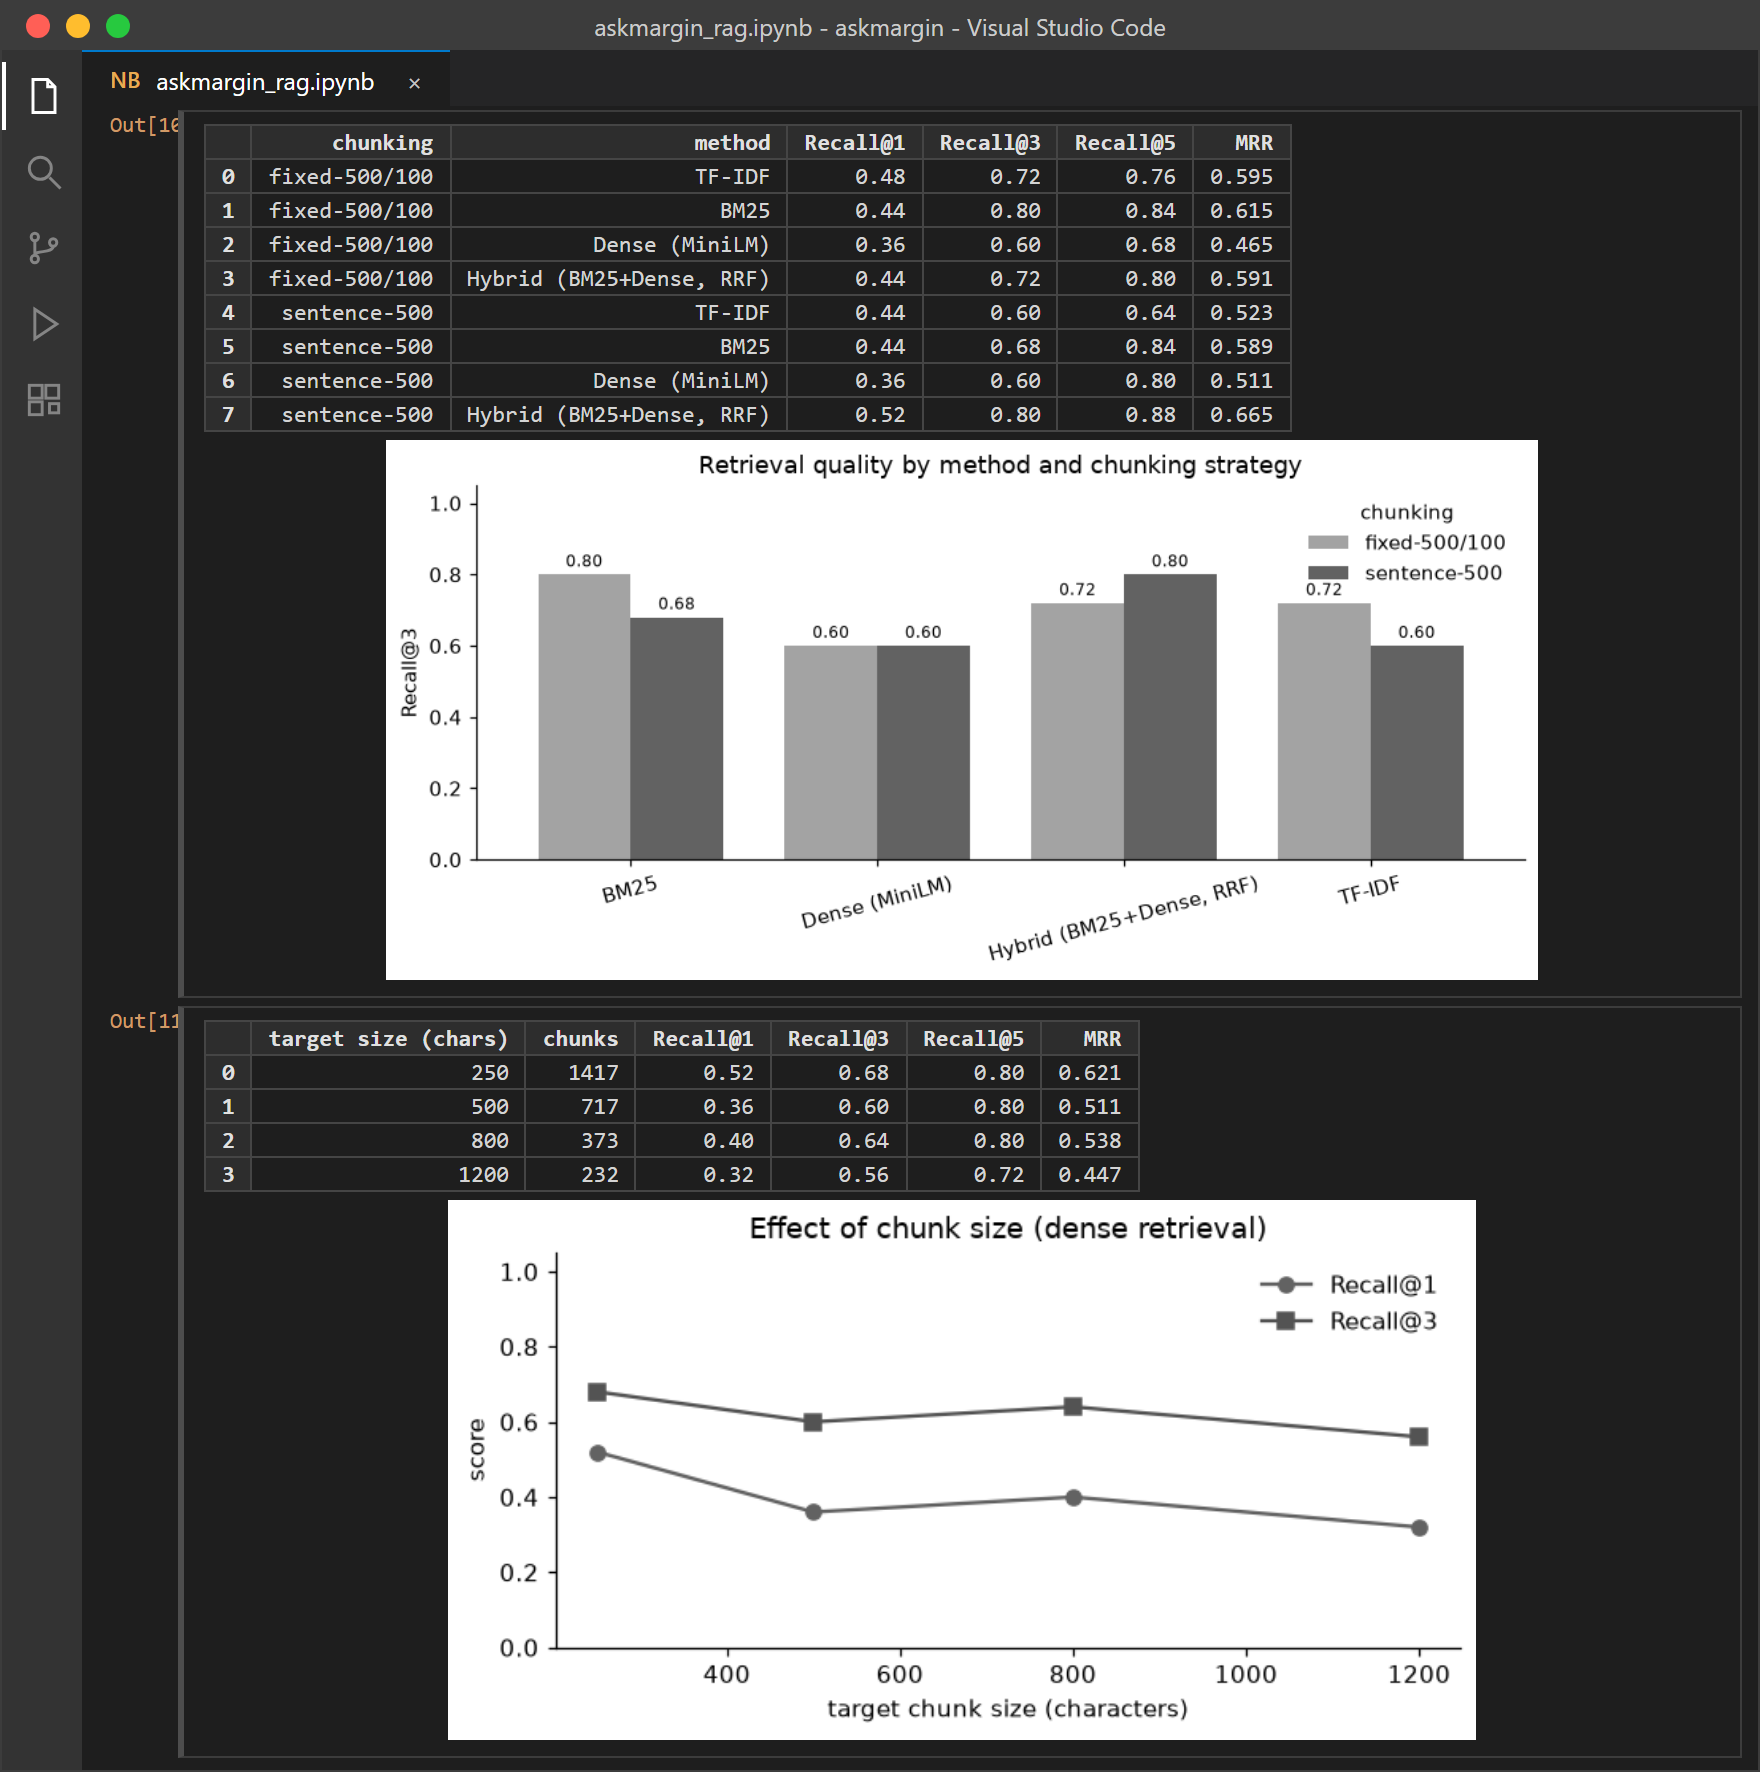 askmargin_rag.ipynb - askmargin - Visual Studio Code
NB askmargin_rag.ipynb ×
Out[10
chunking method Recall@1 Recall@3 Recall@5 MRR
0 fixed-500/100 TF-IDF 0.48 0.72 0.76 0.595
1 fixed-500/100 BM25 0.44 0.80 0.84 0.615
2 fixed-500/100 Dense (MiniLM) 0.36 0.60 0.68 0.465
3 fixed-500/100 Hybrid (BM25+Dense, RRF) 0.44 0.72 0.80 0.591
4 sentence-500 TF-IDF 0.44 0.60 0.64 0.523
5 sentence-500 BM25 0.44 0.68 0.84 0.589
6 sentence-500 Dense (MiniLM) 0.36 0.60 0.80 0.511
7 sentence-500 Hybrid (BM25+Dense, RRF) 0.52 0.80 0.88 0.665
Retrieval quality by method and chunking strategy
chunking
fixed-500/100
sentence-500
Recall@3
1.0
0.8
0.6
0.4
0.2
0.0
0.80
0.68
0.60
0.60
0.72
0.80
0.72
0.60
BM25
Dense (MiniLM)
Hybrid (BM25+Dense, RRF)
TF-IDF
Out[11
target size (chars) chunks Recall@1 Recall@3 Recall@5 MRR
0 250 1417 0.52 0.68 0.80 0.621
1 500 717 0.36 0.60 0.80 0.511
2 800 373 0.40 0.64 0.80 0.538
3 1200 232 0.32 0.56 0.72 0.447
Effect of chunk size (dense retrieval)
Recall@1
Recall@3
score
1.0
0.8
0.6
0.4
0.2
0.0
400 600 800 1000 1200
target chunk size (characters)